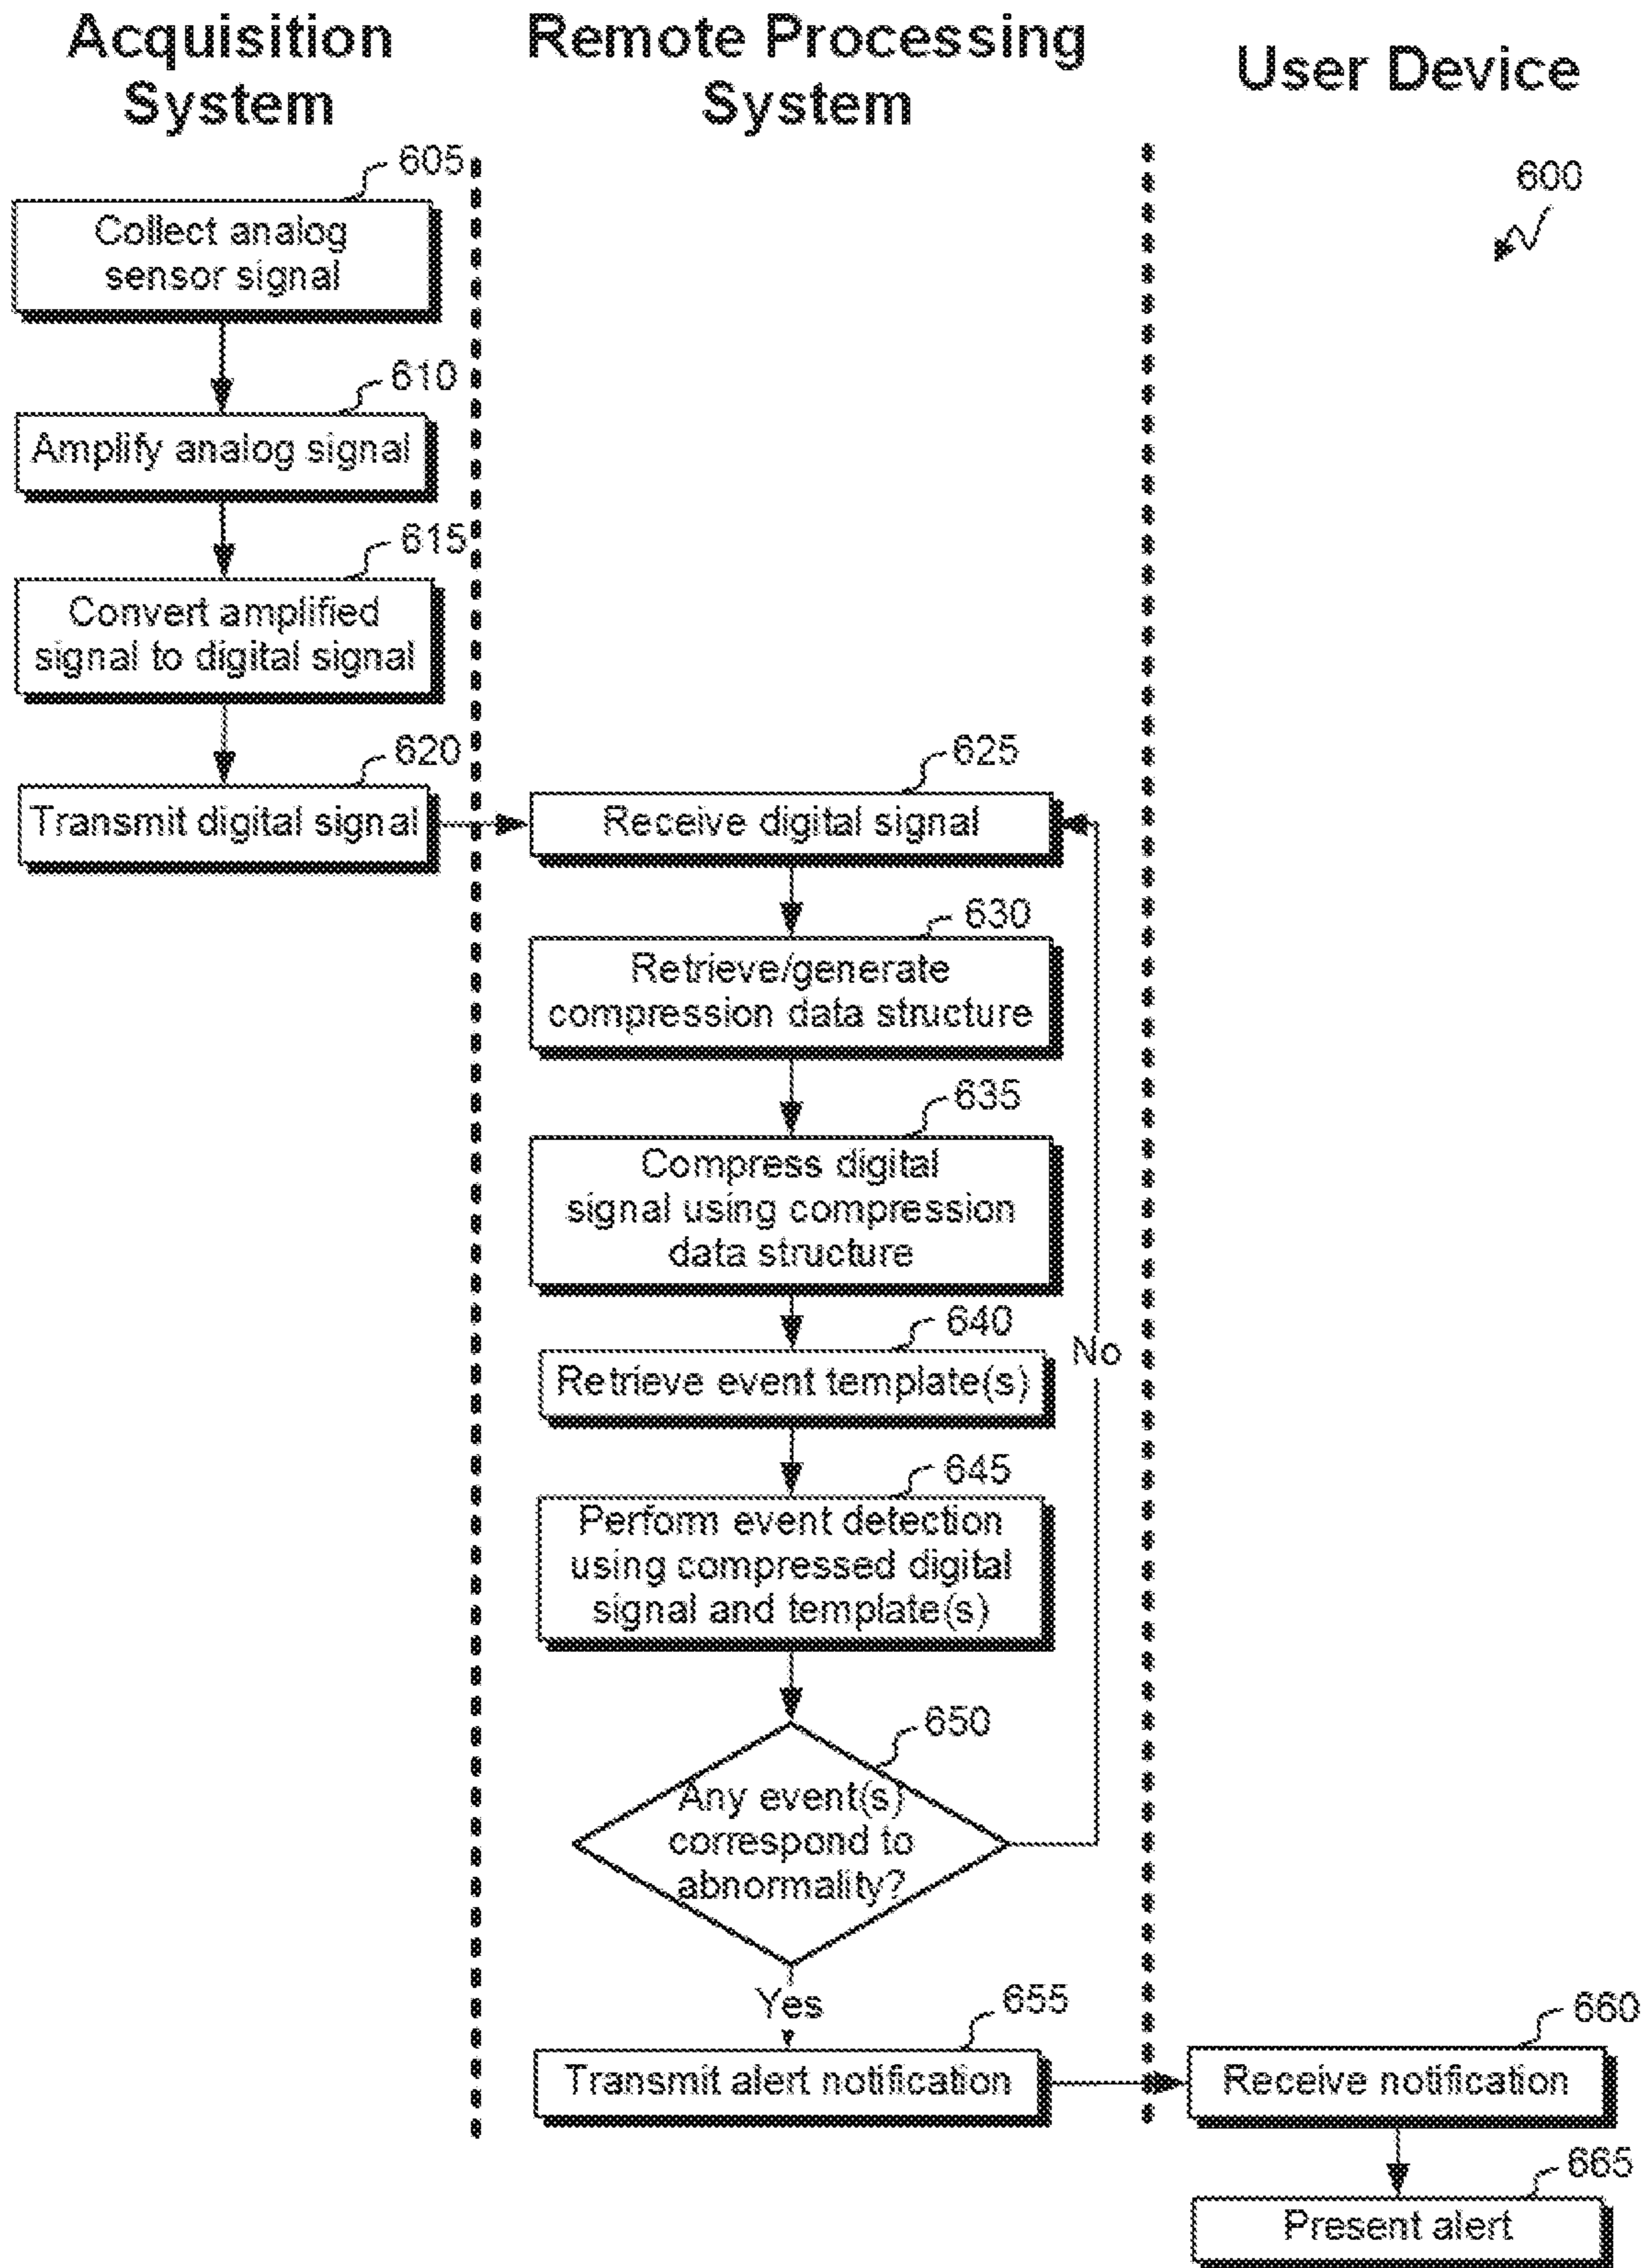 Acquisition
System
Remote Processing
System
User Device
600
605
Collect analog
sensor signal
610
Amplify analog signal
615
Convert amplified
signal to digital signal
620
Transmit digital signal
625
Receive digital signal
630
Retrieve/generate
compression data structure
635
Compress digital
signal using compression
data structure
640
Retrieve event template(s)
No
645
Perform event detection
using compressed digital
signal and template(s)
650
Any event(s)
correspond to
abnormality?
Yes
655
Transmit alert notification
660
Receive notification
665
Present alert